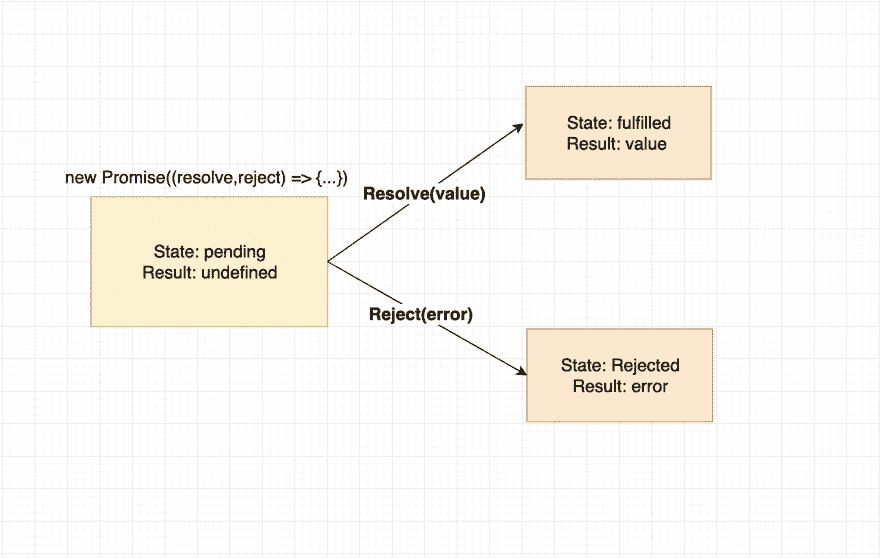 new Promise((resolve,reject) => {...})
State: pending
Result: undefined
Resolve(value)
State: fulfilled
Result: value
Reject(error)
State: Rejected
Result: error